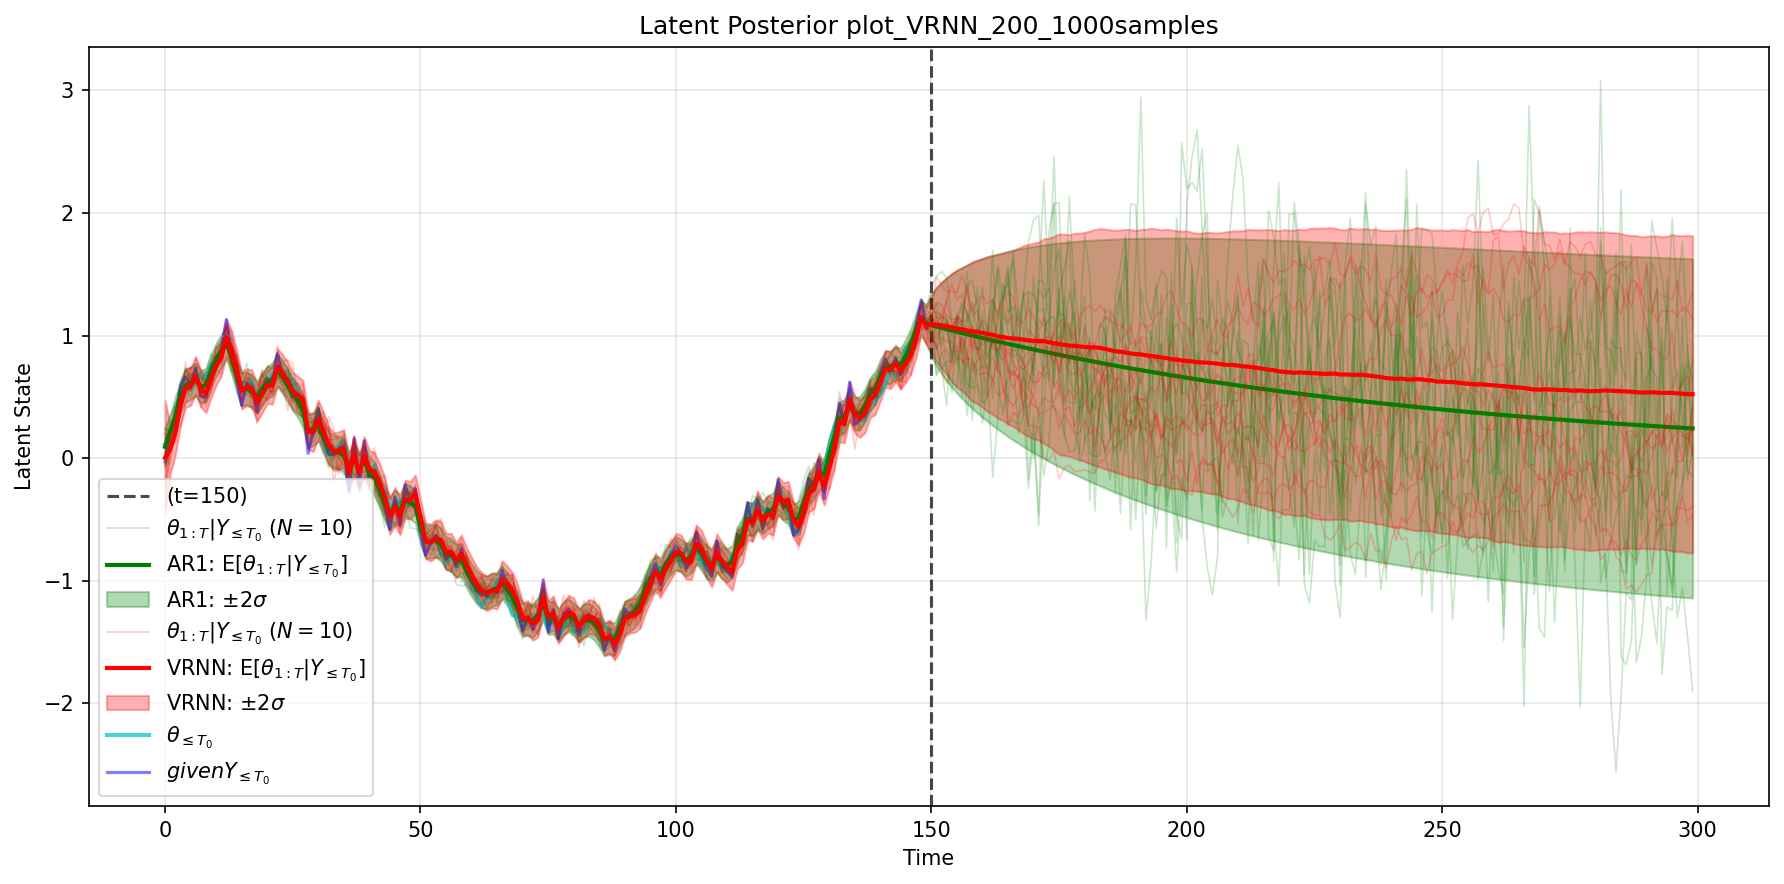 Latent Posterior plot_VRNN_200_1000samples
Latent State
3
2
1
0
−1
−2
(t=150)
θ₁:T|Y≤T₀ (N = 10)
AR1: E[θ₁:T|Y≤T₀]
AR1: ±2σ
θ₁:T|Y≤T₀ (N = 10)
VRNN: E[θ₁:T|Y≤T₀]
VRNN: ±2σ
θ≤T₀
givenY≤T₀
0 50 100 150 200 250 300
Time